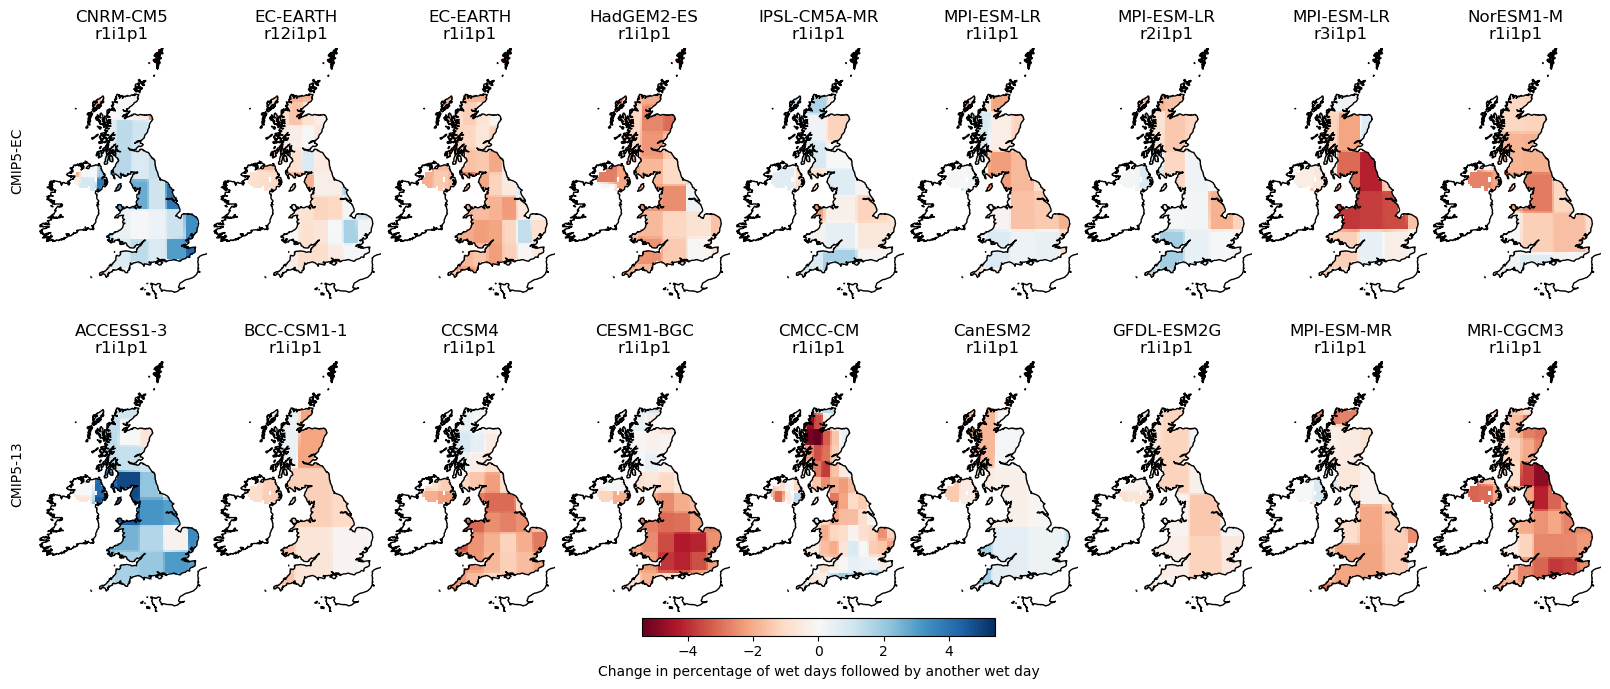 CNRM-CM5 EC-EARTH EC-EARTH HadGEM2-ES IPSL-CM5A-MR MPI-ESM-LR MPI-ESM-LR MPI-ESM-LR NorESM1-M
r1i1p1 r12i1p1 r1i1p1 r1i1p1 r1i1p1 r1i1p1 r2i1p1 r3i1p1 r1i1p1
CMIP5-EC
ACCESS1-3 BCC-CSM1-1 CCSM4 CESM1-BGC CMCC-CM CanESM2 GFDL-ESM2G MPI-ESM-MR MRI-CGCM3
r1i1p1 r1i1p1 r1i1p1 r1i1p1 r1i1p1 r1i1p1 r1i1p1 r1i1p1 r1i1p1
CMIP5-13
−4 −2 0 2 4
Change in percentage of wet days followed by another wet day